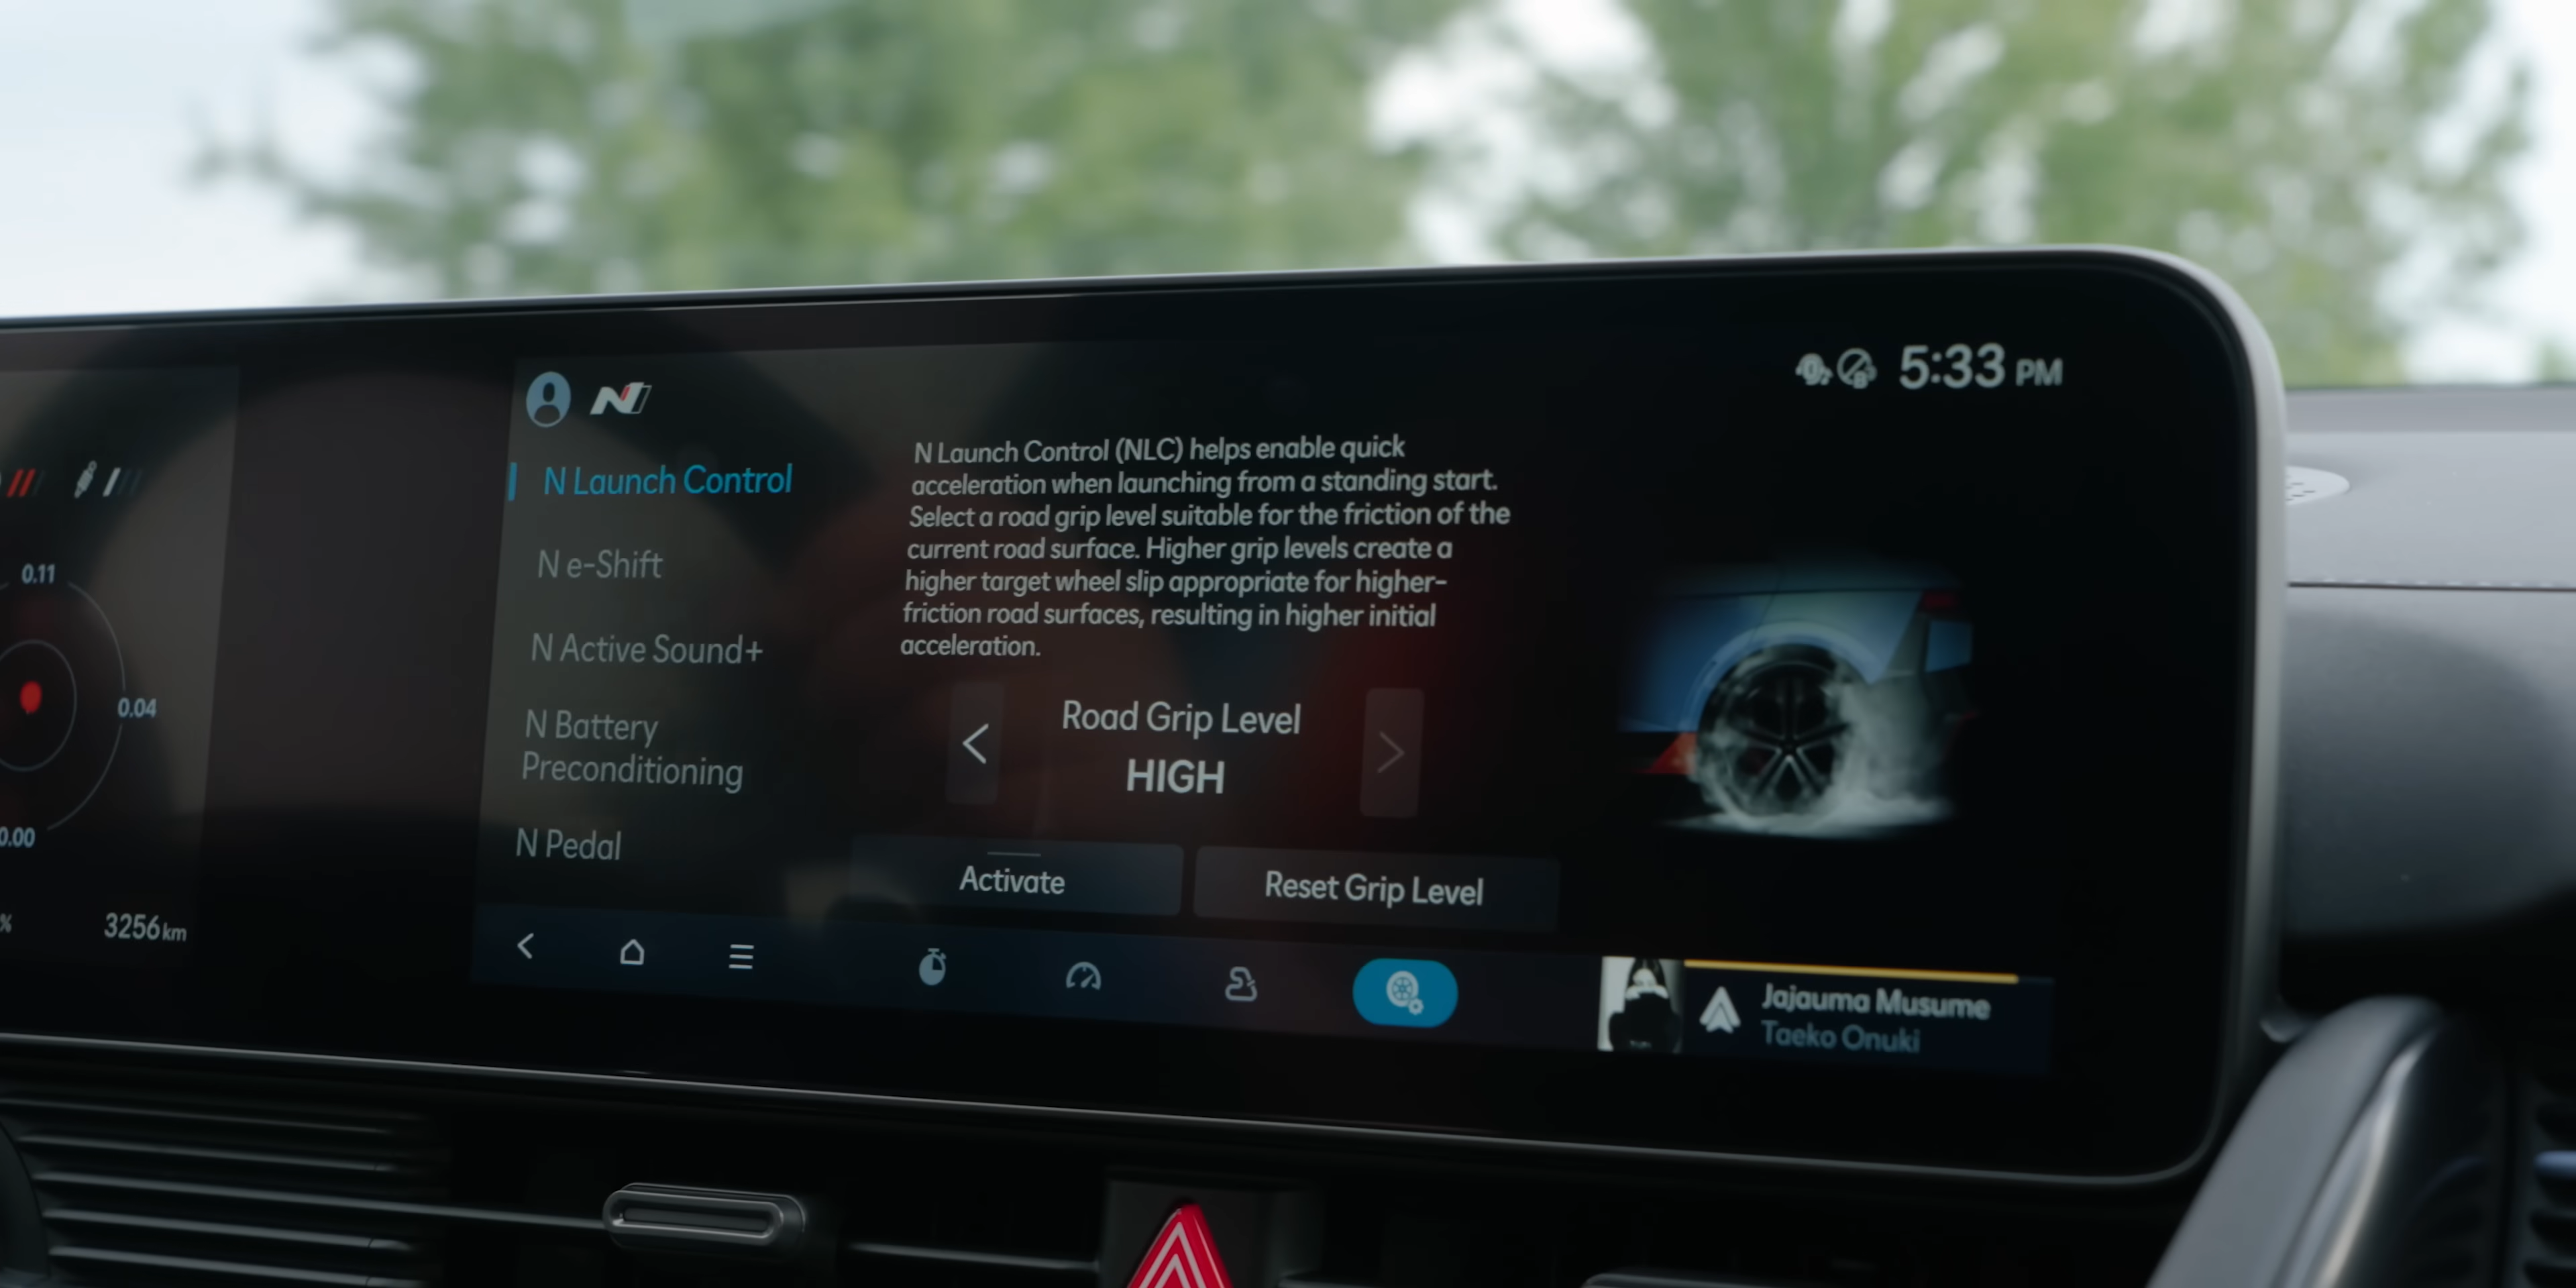 5:33 PM
N Launch Control
N e-Shift
N Active Sound+
N Battery
Preconditioning
N Pedal
N Launch Control (NLC) helps enable quick
acceleration when launching from a standing start.
Select a road grip level suitable for the friction of the
current road surface. Higher grip levels create a
higher target wheel slip appropriate for higher-
friction road surfaces, resulting in higher initial
acceleration.
Road Grip Level
HIGH
Activate
Reset Grip Level
Jajauma Musume
Taeko Onuki
0.11
0.04
0.00
%
3256 km